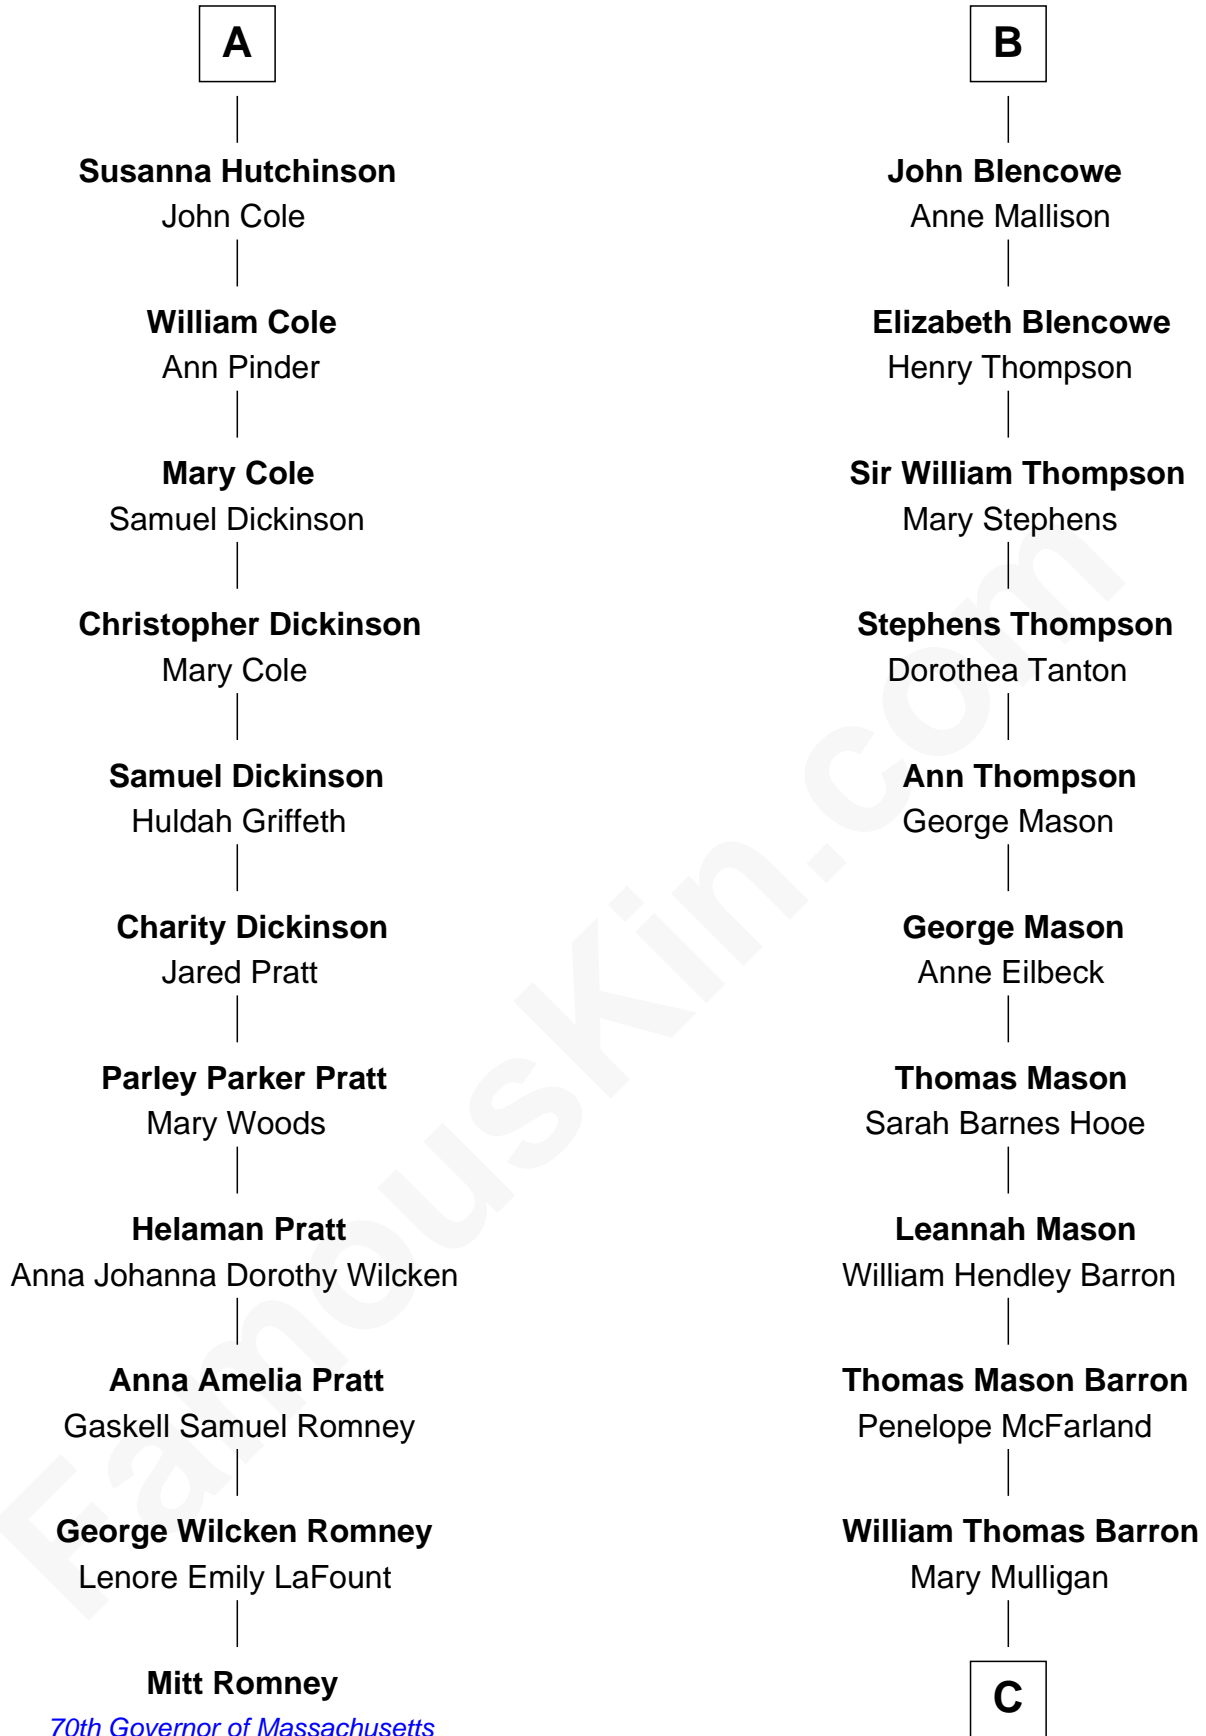 A
Susanna Hutchinson
John Cole
William Cole
Ann Pinder
Mary Cole
Samuel Dickinson
Christopher Dickinson
Mary Cole
Samuel Dickinson
Huldah Griffeth
Charity Dickinson
Jared Pratt
Parley Parker Pratt
Mary Woods
Helaman Pratt
Anna Johanna Dorothy Wilcken
Anna Amelia Pratt
Gaskell Samuel Romney
George Wilcken Romney
Lenore Emily LaFount
Mitt Romney
70th Governor of Massachusetts
B
John Blencowe
Anne Mallison
Elizabeth Blencowe
Henry Thompson
Sir William Thompson
Mary Stephens
Stephens Thompson
Dorothea Tanton
Ann Thompson
George Mason
George Mason
Anne Eilbeck
Thomas Mason
Sarah Barnes Hooe
Leannah Mason
William Hendley Barron
Thomas Mason Barron
Penelope McFarland
William Thomas Barron
Mary Mulligan
C
FamousKin.com